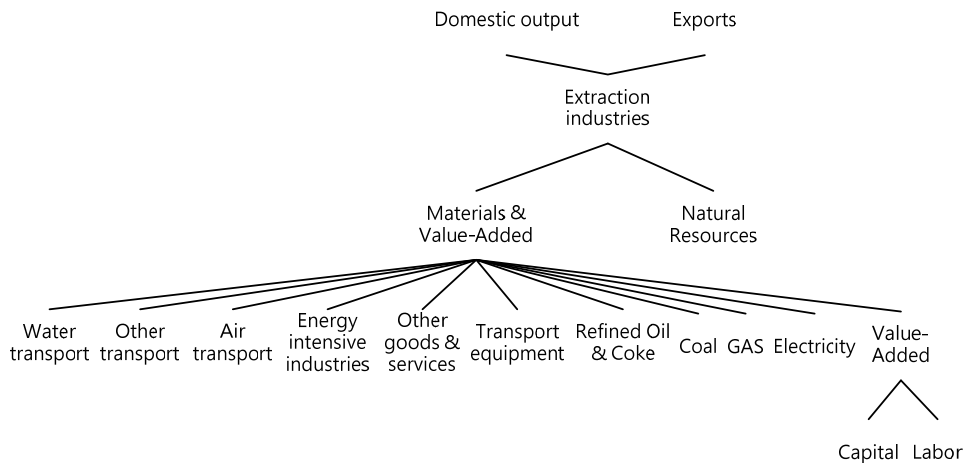 Domestic output
Exports
Extraction
industries
Materials &
Value-Added
Natural
Resources
Water
transport
Other
transport
Air
transport
Energy
intensive
industries
Other
goods &
services
Transport
equipment
Refined Oil
& Coke
Coal
GAS
Electricity
Value-
Added
Capital
Labor